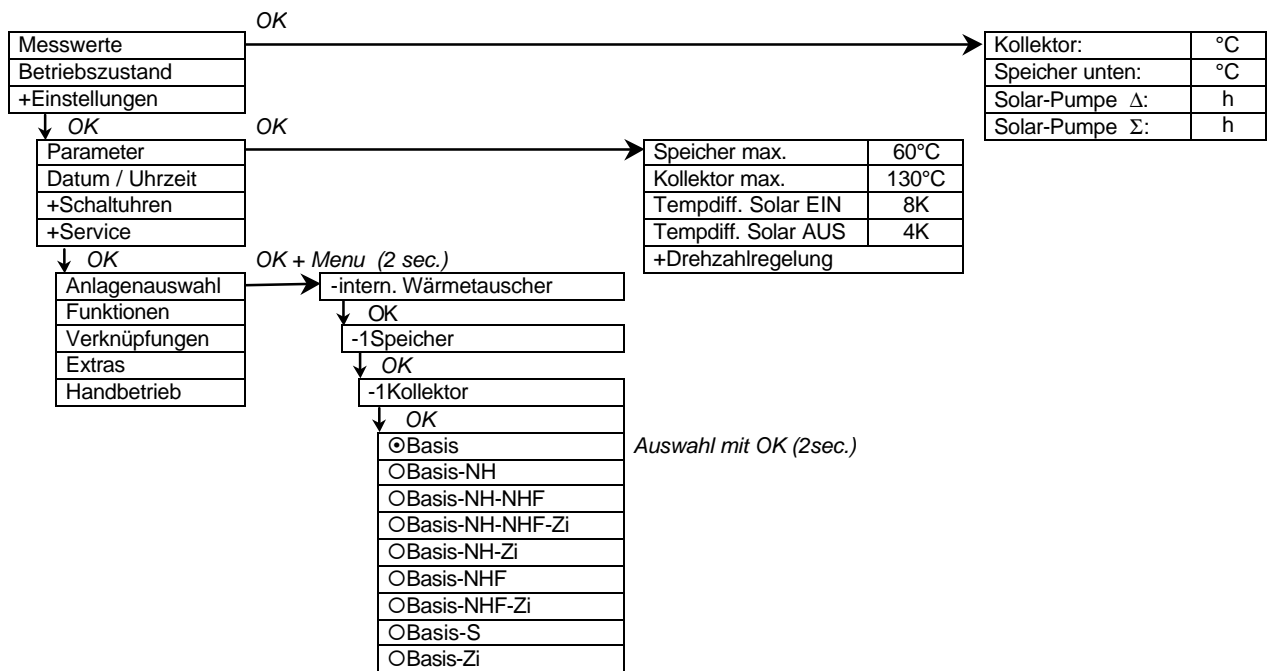 OK
Messwerte
Kollektor: °C
Betriebszustand
Speicher unten: °C
+Einstellungen
Solar-Pumpe Δ: h
OK OK
Solar-Pumpe Σ: h
Parameter
Speicher max. 60°C
Datum / Uhrzeit
Kollektor max. 130°C
+Schaltuhren
Tempdiff. Solar EIN 8K
+Service
Tempdiff. Solar AUS 4K
OK OK + Menu (2 sec.)
+Drehzahlregelung
Anlagenauswahl
-intern. Wärmetauscher
Funktionen
OK
Verknüpfungen
-1Speicher
Extras
OK
Handbetrieb
-1Kollektor
OK
⊙Basis
Auswahl mit OK (2sec.)
○Basis-NH
○Basis-NH-NHF
○Basis-NH-NHF-Zi
○Basis-NH-Zi
○Basis-NHF
○Basis-NHF-Zi
○Basis-S
○Basis-Zi